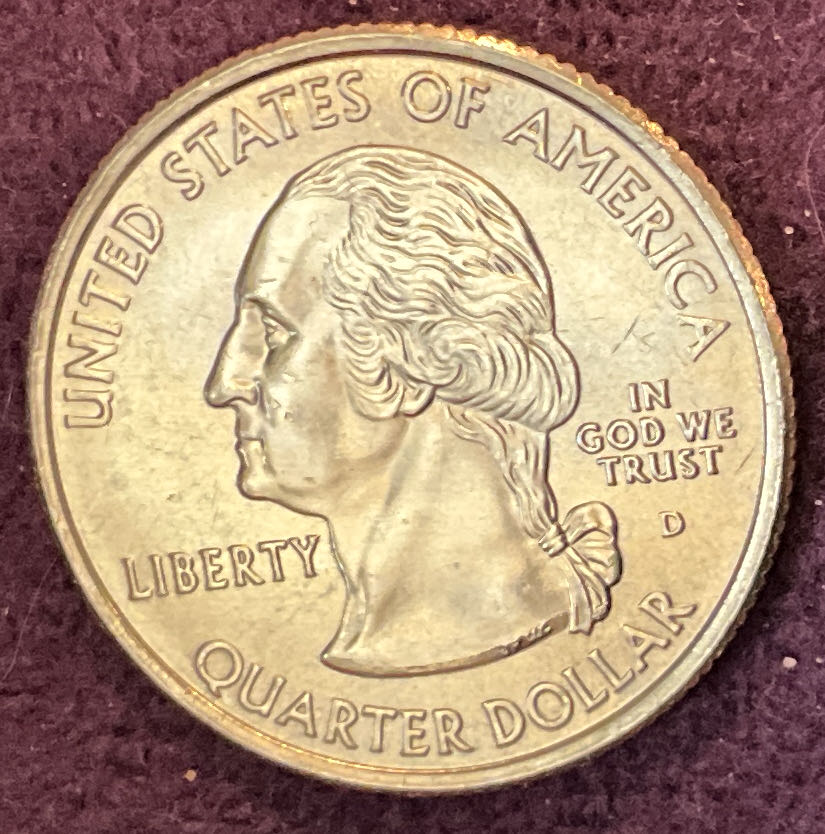 UNITED STATES OF AMERICA
IN
GOD WE
TRUST
D
LIBERTY
QUARTER DOLLAR